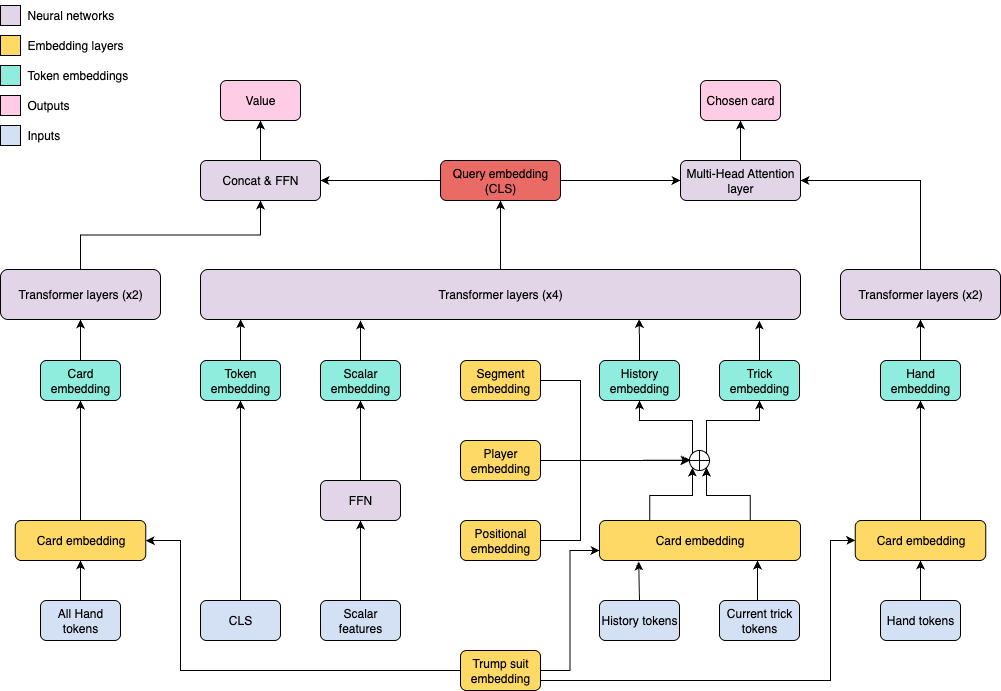 Neural networks
Embedding layers
Token embeddings
Outputs
Inputs
Value
Chosen card
Concat & FFN
Query embedding
(CLS)
Multi-Head Attention
layer
Transformer layers (x2)
Transformer layers (x4)
Transformer layers (x2)
Card
embedding
Token
embedding
Scalar
embedding
Segment
embedding
History
embedding
Trick
embedding
Hand
embedding
Player
embedding
FFN
Card embedding
Positional
embedding
Card embedding
Card embedding
All Hand
tokens
CLS
Scalar
features
History tokens
Current trick
tokens
Hand tokens
Trump suit
embedding